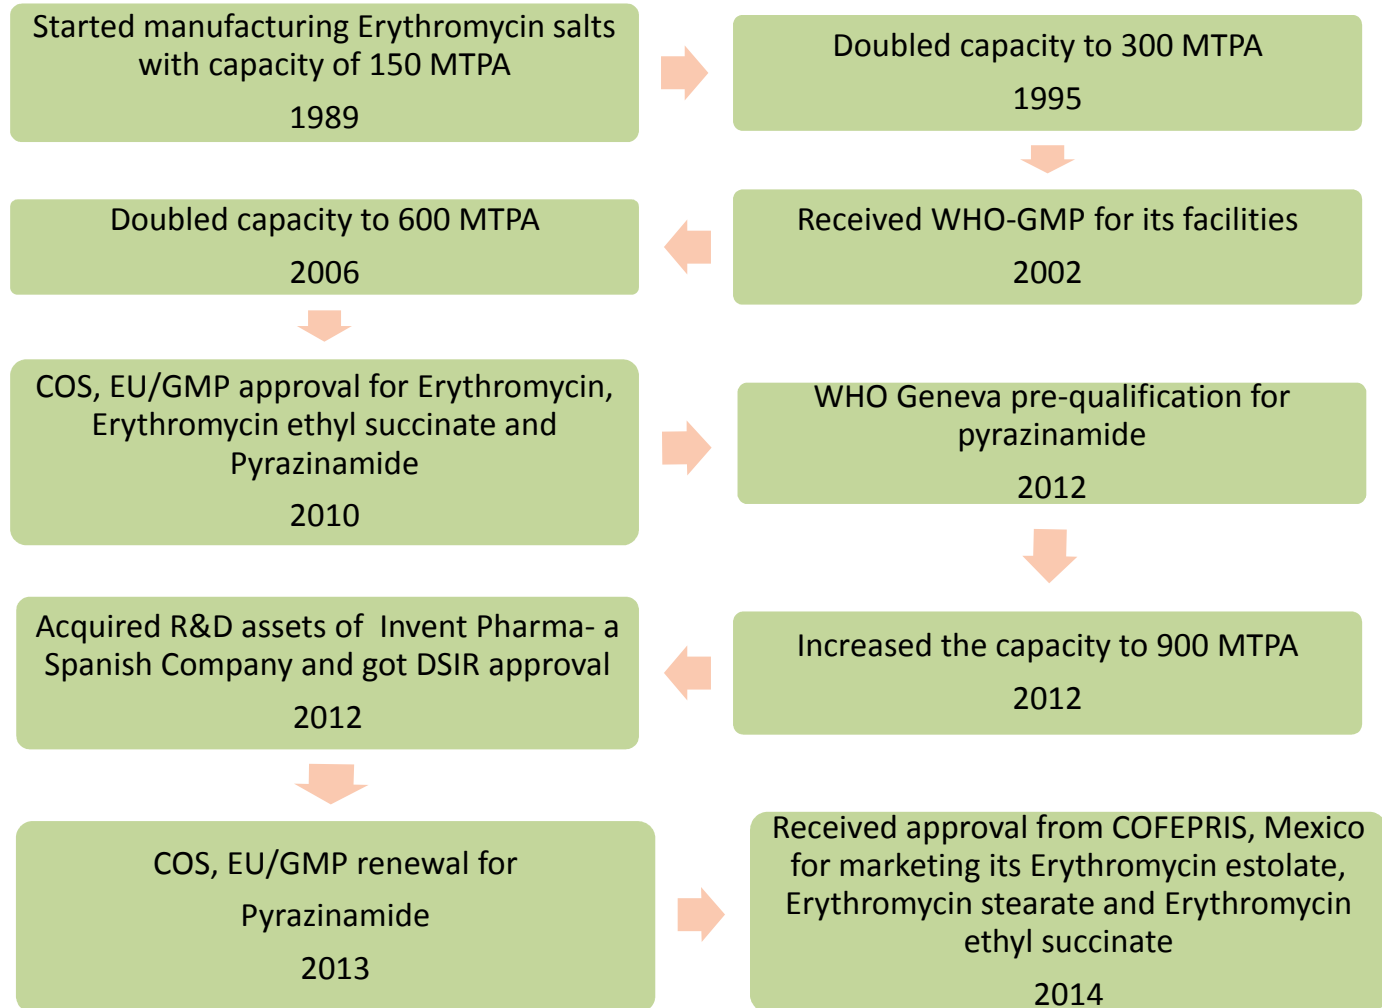 Started manufacturing Erythromycin salts
with capacity of 150 MTPA
1989
Doubled capacity to 300 MTPA
1995
Received WHO-GMP for its facilities
2002
Doubled capacity to 600 MTPA
2006
COS, EU/GMP approval for Erythromycin,
Erythromycin ethyl succinate and
Pyrazinamide
2010
WHO Geneva pre-qualification for
pyrazinamide
2012
Increased the capacity to 900 MTPA
2012
Acquired R&D assets of Invent Pharma- a
Spanish Company and got DSIR approval
2012
COS, EU/GMP renewal for
Pyrazinamide
2013
Received approval from COFEPRIS, Mexico
for marketing its Erythromycin estolate,
Erythromycin stearate and Erythromycin
ethyl succinate
2014